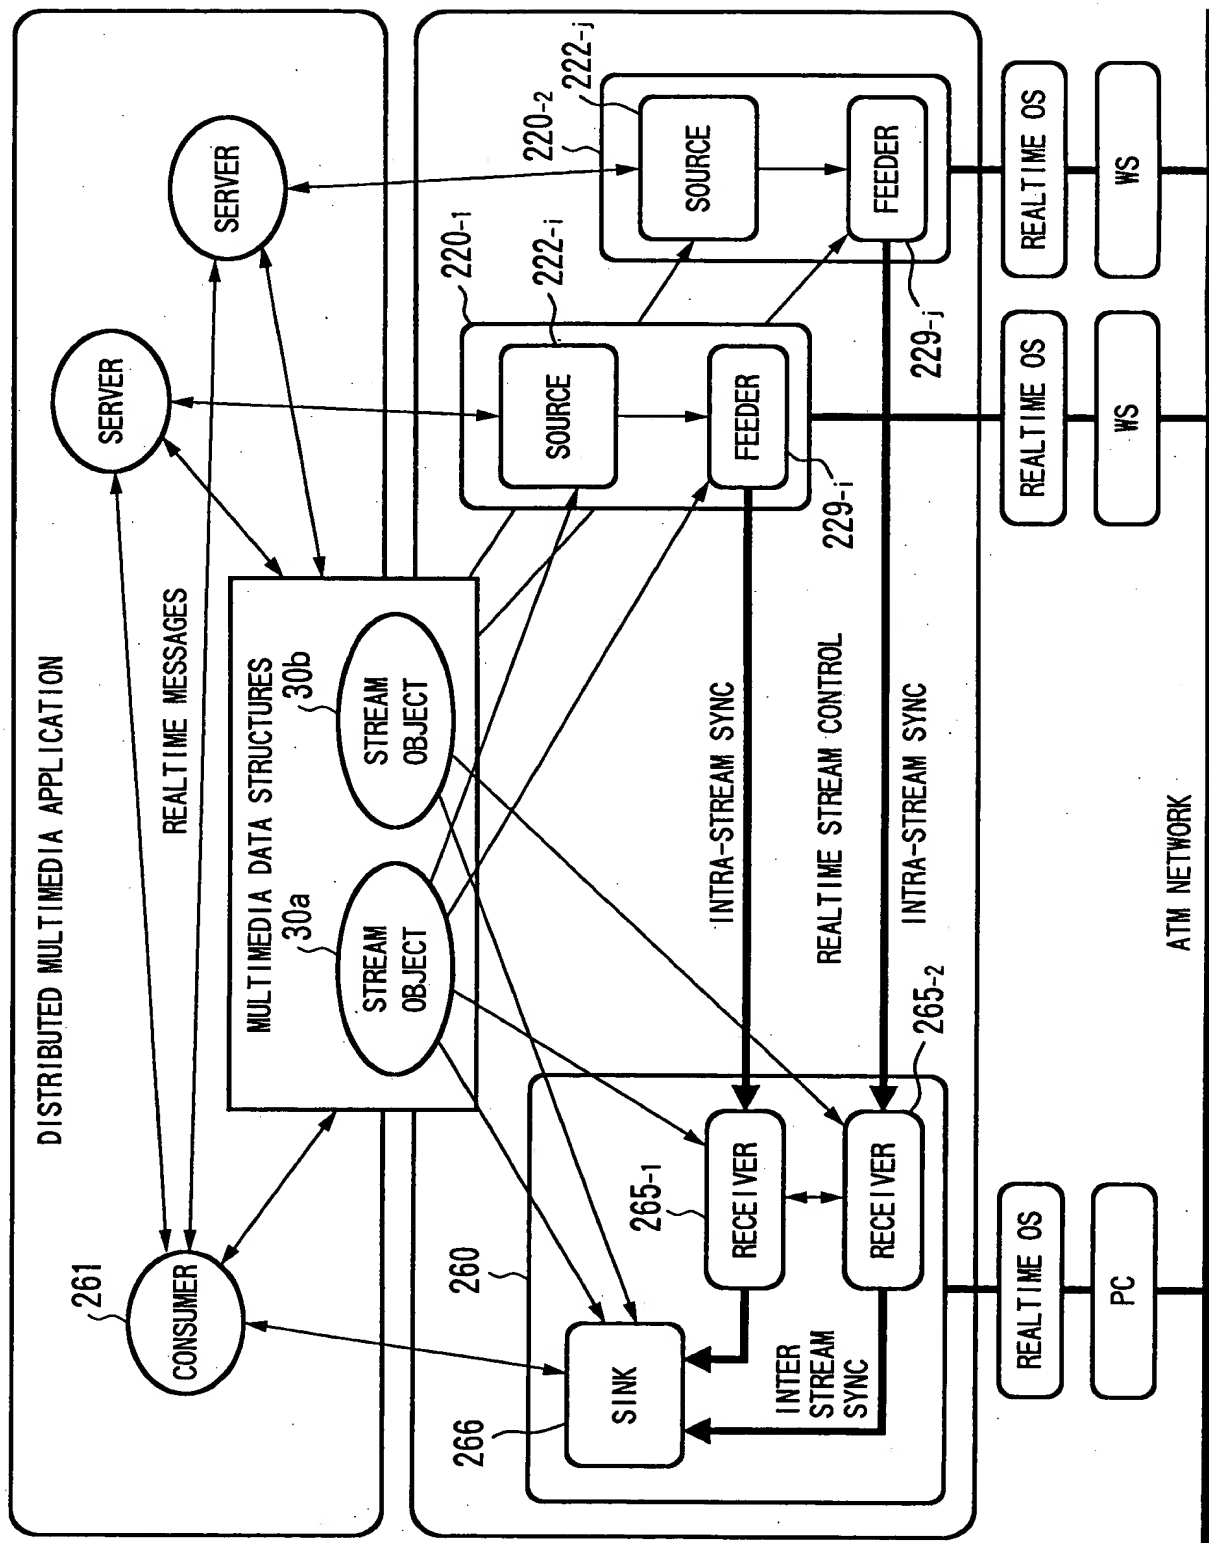 DISTRIBUTED MULTIMEDIA APPLICATION
261
CONSUMER
REALTIME MESSAGES
SERVER
SERVER
MULTIMEDIA DATA STRUCTURES
30a
STREAM
OBJECT
30b
STREAM
OBJECT
220-1
222-i
SOURCE
FEEDER
229-i
220-2
222-j
SOURCE
FEEDER
229-j
260
266
SINK
265-1
RECEIVER
265-2
RECEIVER
INTER
STREAM
SYNC
INTRA-STREAM SYNC
REALTIME STREAM CONTROL
INTRA-STREAM SYNC
REALTIME OS
REALTIME OS
REALTIME OS
PC
WS
WS
ATM NETWORK